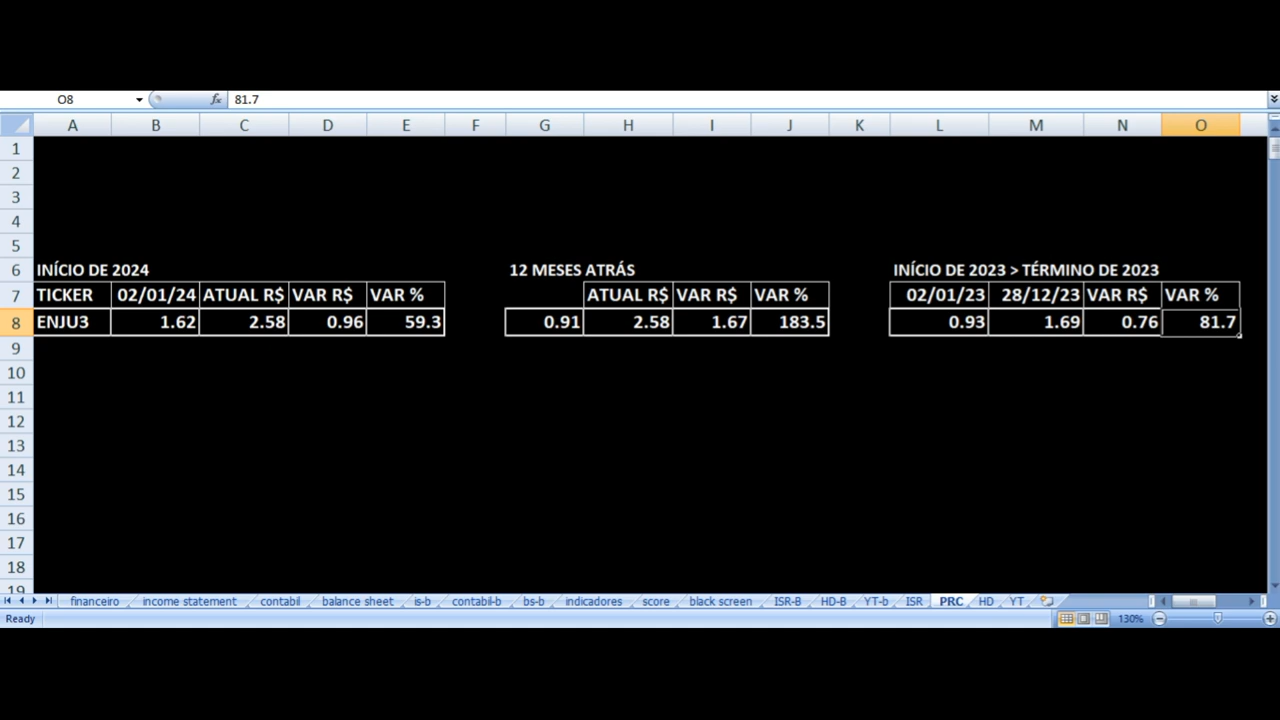 O8 fx 81.7
A B C D E F G H I J K L M N O
1
2
3
4
5
6 INÍCIO DE 2024 12 MESES ATRÁS INÍCIO DE 2023 > TÉRMINO DE 2023
7 TICKER 02/01/24 ATUAL R$ VAR R$ VAR % ATUAL R$ VAR R$ VAR % 02/01/23 28/12/23 VAR R$ VAR %
8 ENJU3 1.62 2.58 0.96 59.3 0.91 2.58 1.67 183.5 0.93 1.69 0.76 81.7
9
10
11
12
13
14
15
16
17
18
19
financeiro income statement contabil balance sheet is-b contabil-b bs-b indicadores score black screen ISR-B HD-B YT-b ISR PRC HD YT
Ready 130%